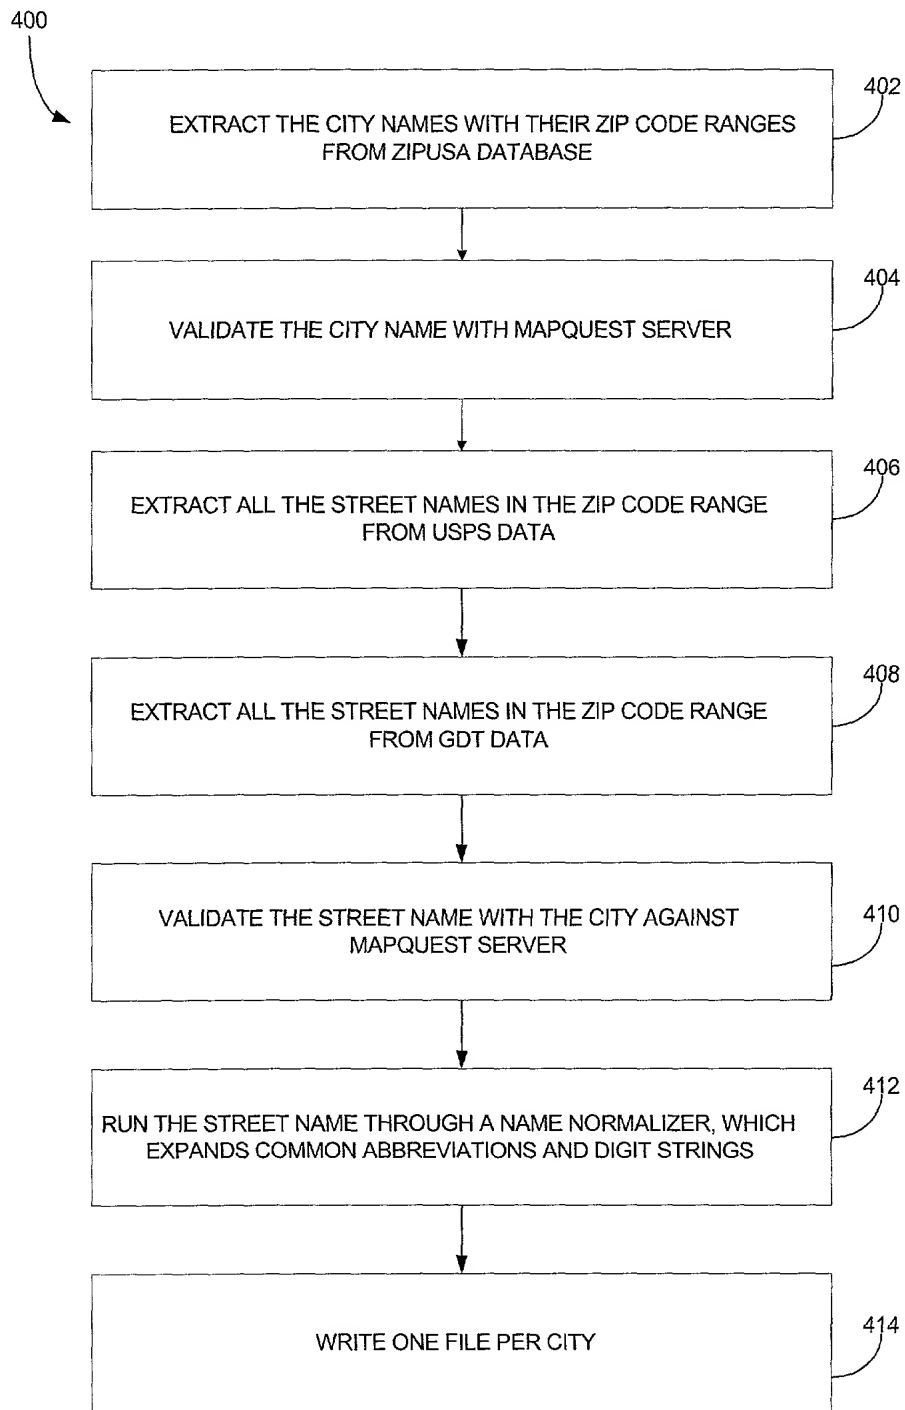 400
402
EXTRACT THE CITY NAMES WITH THEIR ZIP CODE RANGES
FROM ZIPUSA DATABASE
404
VALIDATE THE CITY NAME WITH MAPQUEST SERVER
406
EXTRACT ALL THE STREET NAMES IN THE ZIP CODE RANGE
FROM USPS DATA
408
EXTRACT ALL THE STREET NAMES IN THE ZIP CODE RANGE
FROM GDT DATA
410
VALIDATE THE STREET NAME WITH THE CITY AGAINST
MAPQUEST SERVER
412
RUN THE STREET NAME THROUGH A NAME NORMALIZER, WHICH
EXPANDS COMMON ABBREVIATIONS AND DIGIT STRINGS
414
WRITE ONE FILE PER CITY